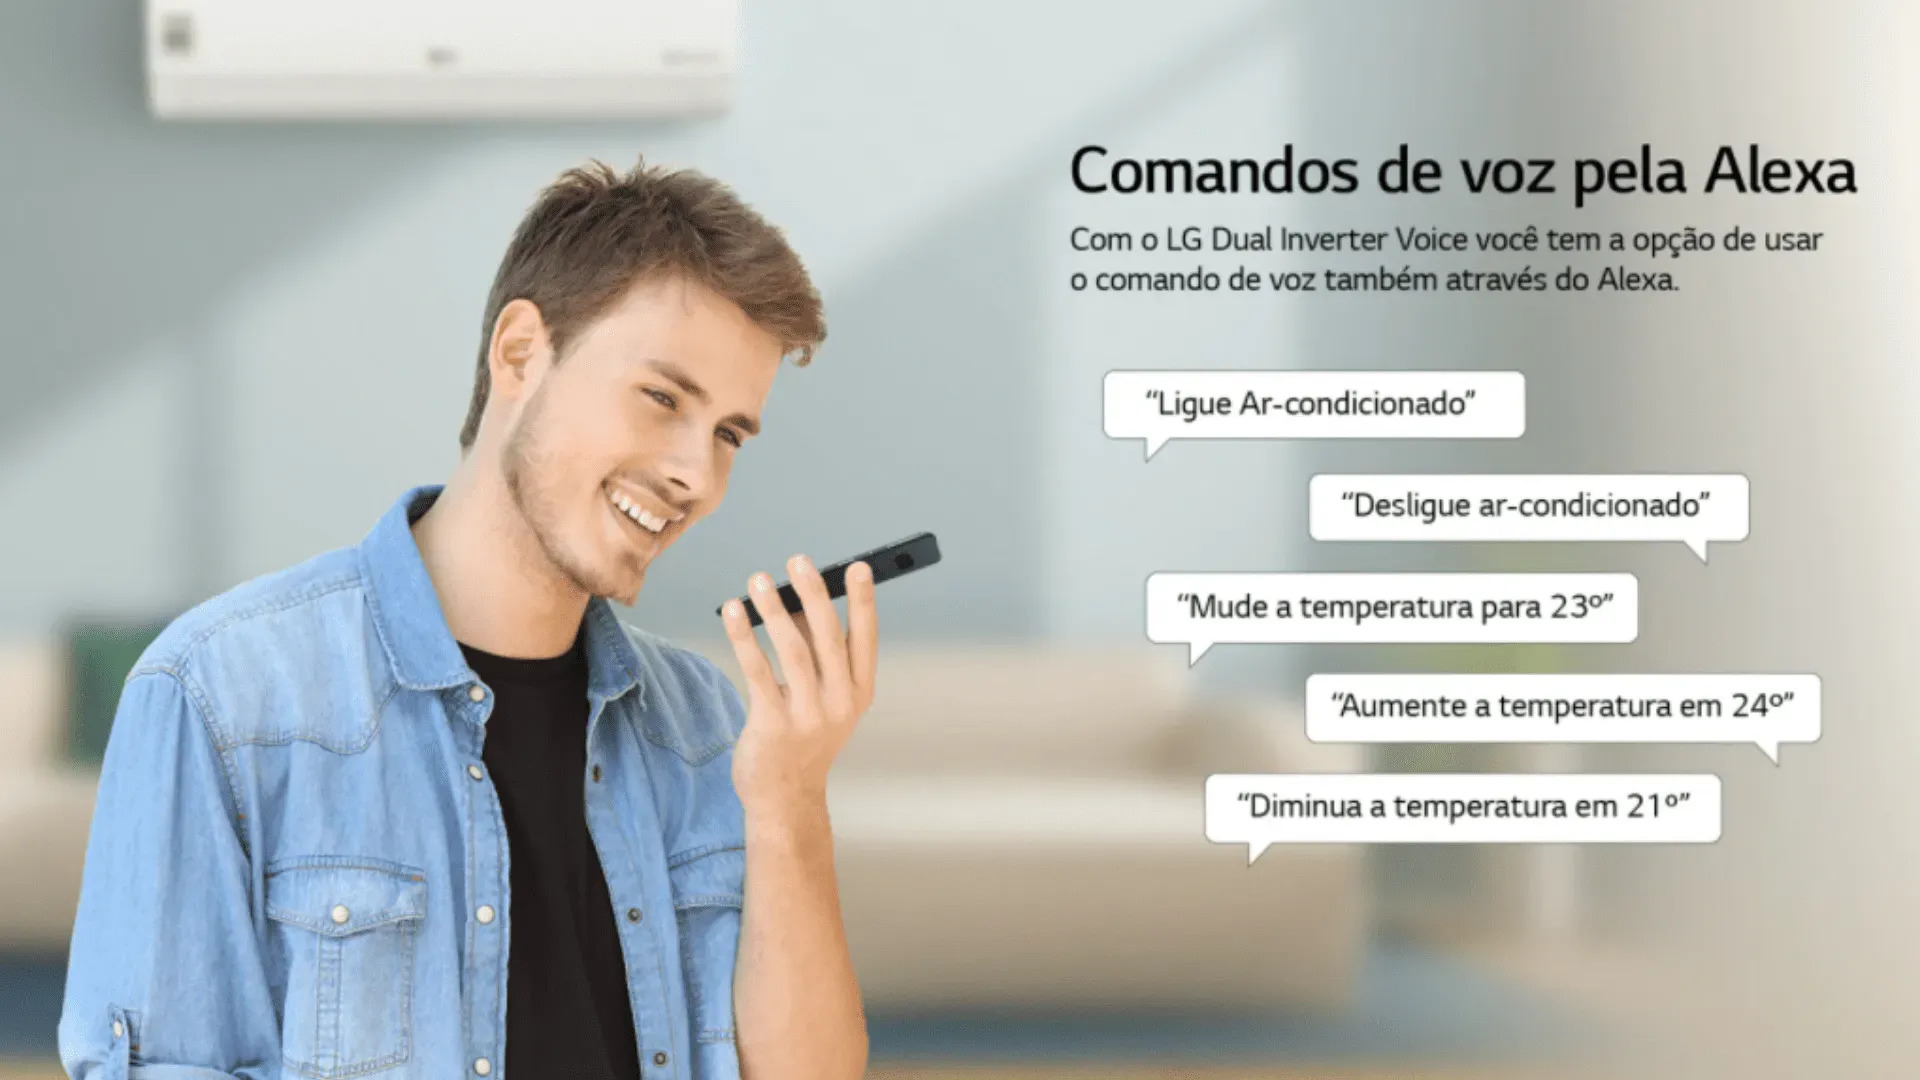 Comandos de voz pela Alexa
Com o LG Dual Inverter Voice você tem a opção de usar
o comando de voz também através do Alexa.
“Ligue Ar-condicionado”
“Desligue ar-condicionado”
“Mude a temperatura para 23º”
“Aumente a temperatura em 24º”
“Diminua a temperatura em 21º”